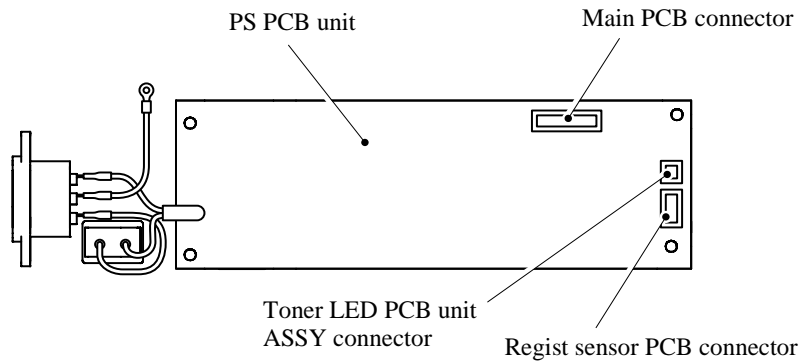 PS PCB unit
Main PCB connector
Toner LED PCB unit
ASSY connector
Regist sensor PCB connector